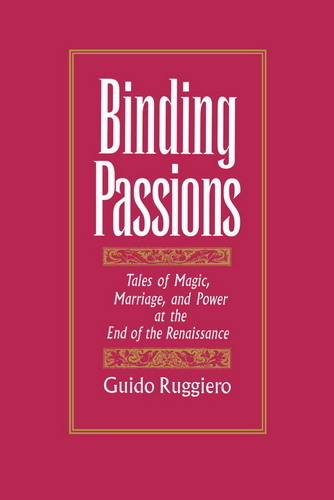 Binding
Passions
Tales of Magic,
Marriage, and Power
at the
End of the Renaissance
Guido Ruggiero